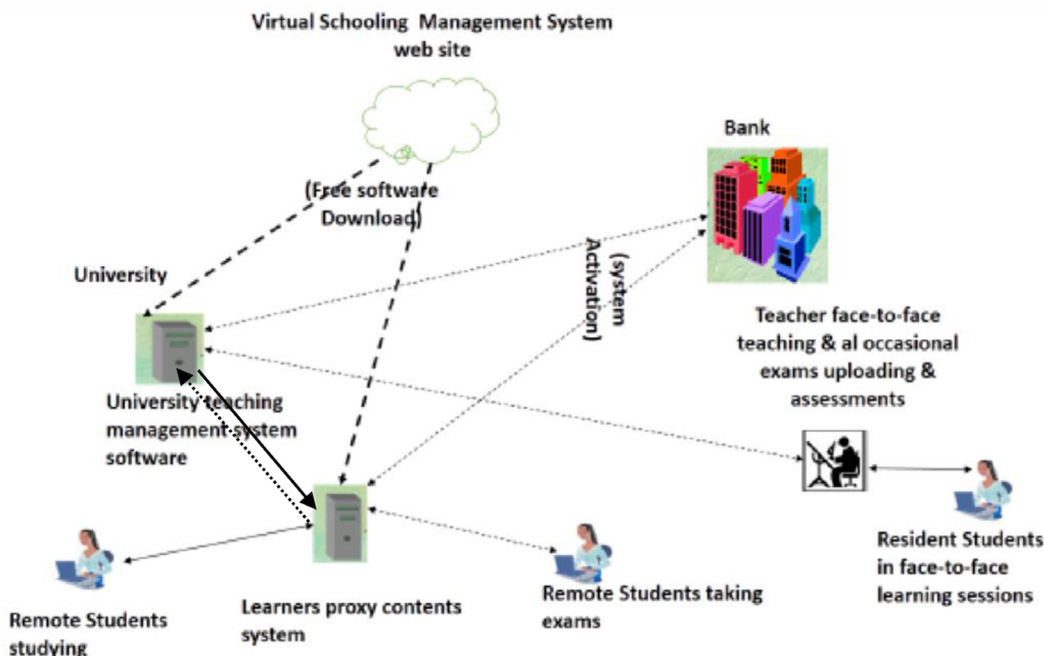 Virtual Schooling Management System
web site
Bank
(Free software
Download)
(system
Activation)
University
Teacher face-to-face
teaching & al occasional
exams uploading &
assessments
University teaching
management system
software
Resident Students
in face-to-face
learning sessions
Remote Students taking
exams
Learners proxy contents
system
Remote Students
studying